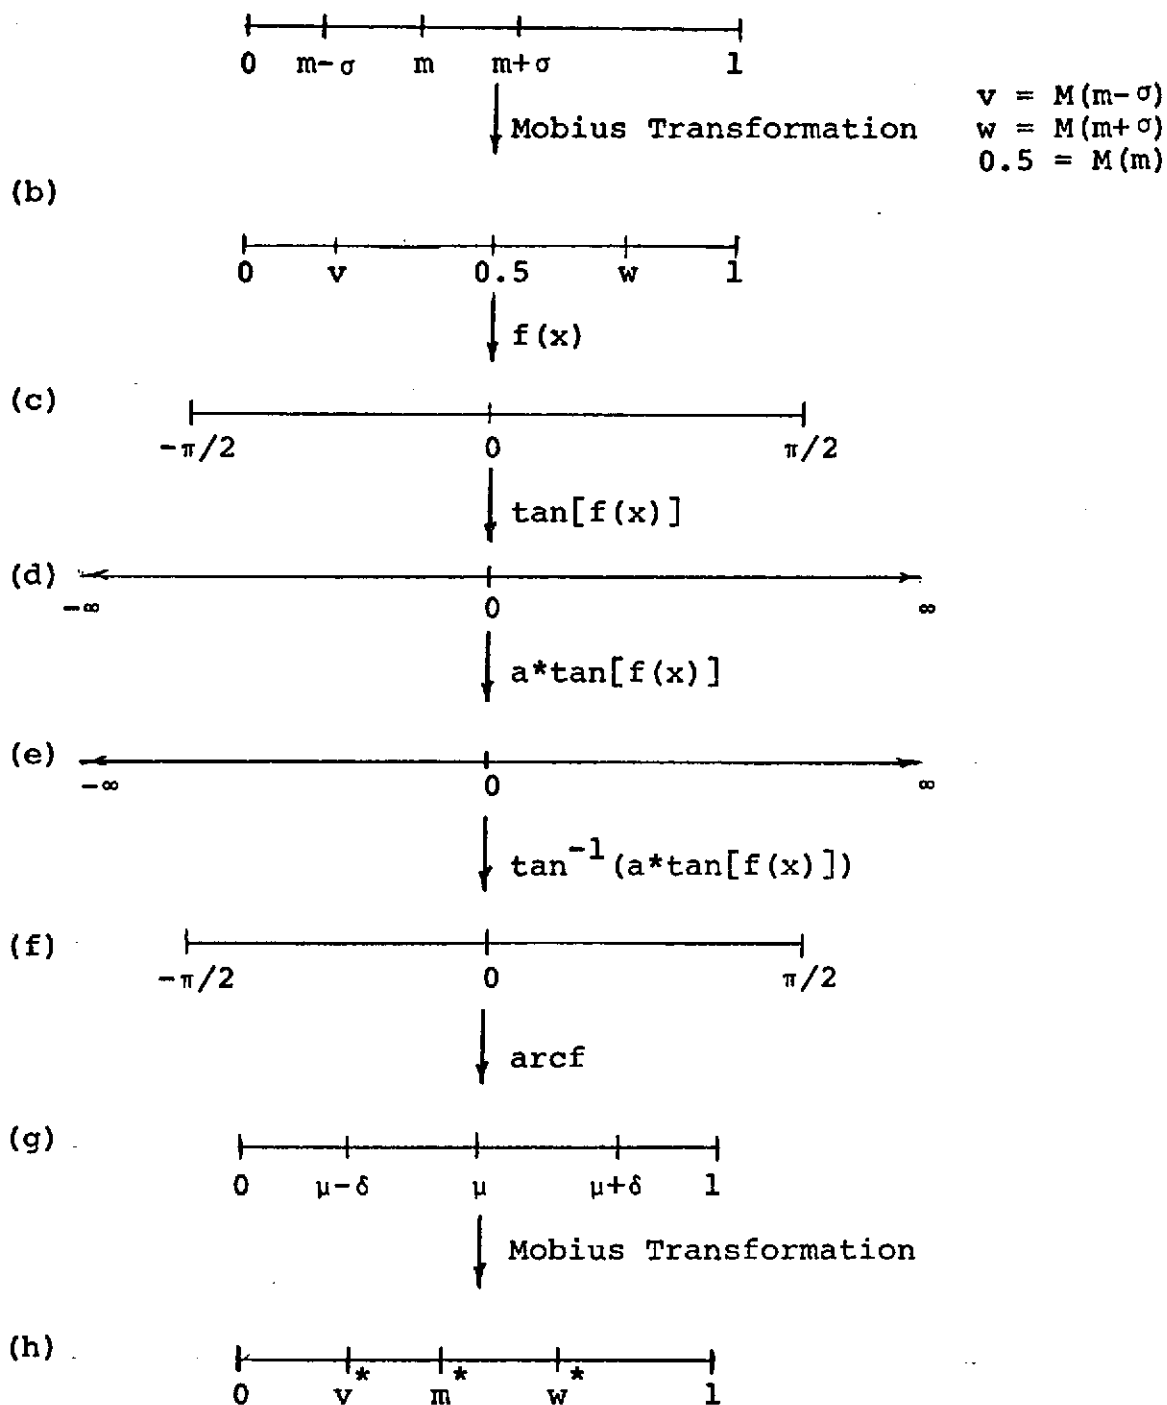 0 m-σ m m+σ 1
Mobius Transformation
v = M(m-σ)
w = M(m+σ)
0.5 = M(m)
(b)
0 v 0.5 w 1
f(x)
(c)
-π/2 0 π/2
tan[f(x)]
(d)
-∞ 0 ∞
a*tan[f(x)]
(e)
-∞ 0 ∞
tan⁻¹(a*tan[f(x)])
(f)
-π/2 0 π/2
arcf
(g)
0 μ-δ μ μ+δ 1
Mobius Transformation
(h)
0 v* m* w* 1